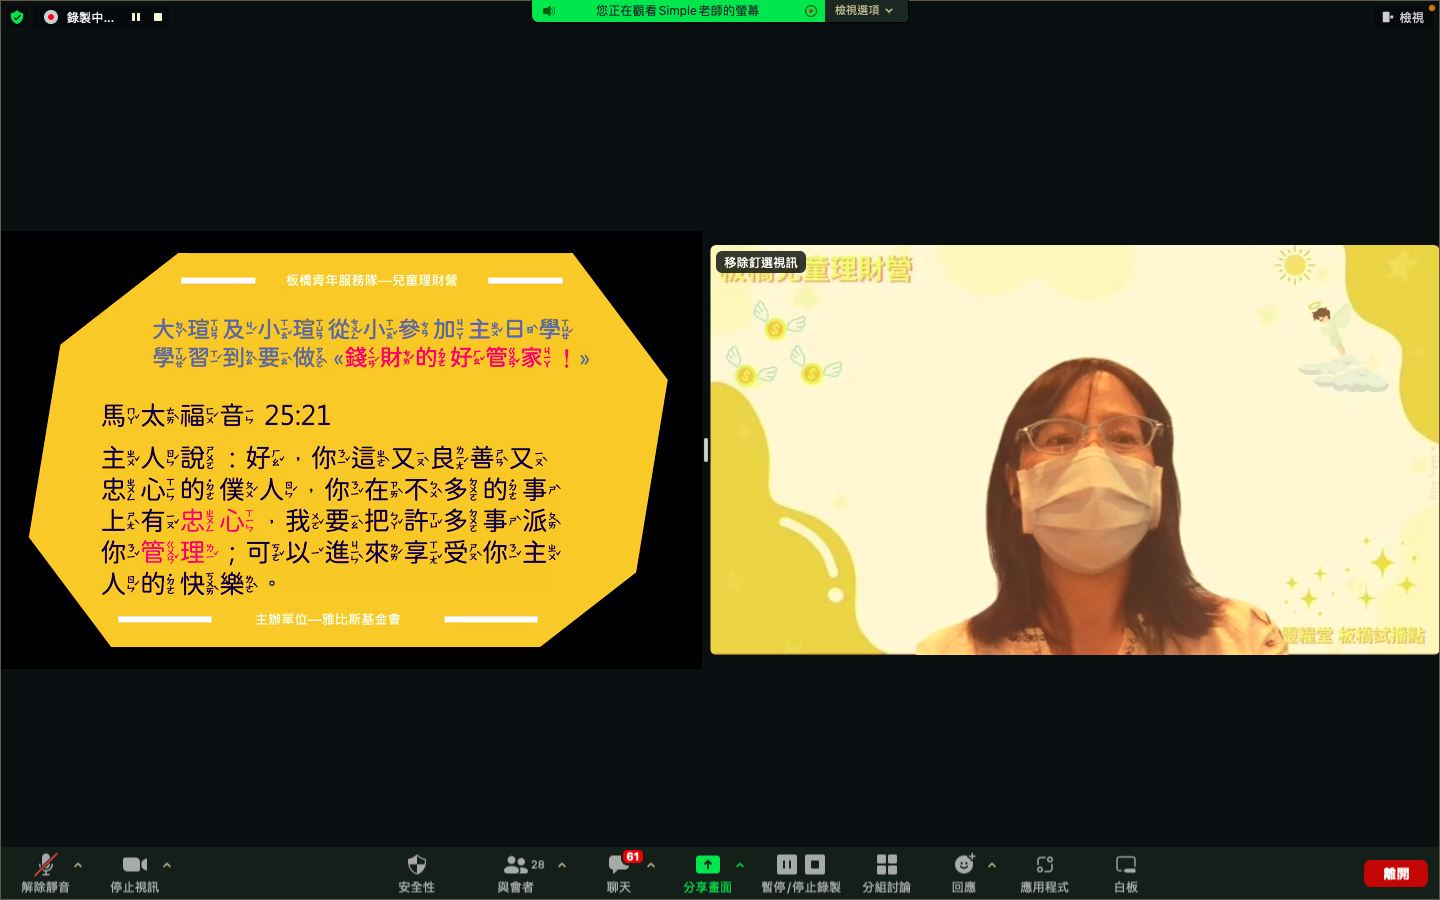 錄製中...
您正在觀看Simple老師的螢幕
檢視選項
檢視
板橋青年服務隊—兒童理財營
大瑄及小瑄從小參加主日學
學習到要做«錢財的好管家！»
馬太福音 25:21
主人說：好，你這又良善又
忠心的僕人，你在不多的事
上有忠心，我要把許多事派
你管理；可以進來享受你主
人的快樂。
主辦單位—雅比斯基金會
移除釘選視訊
板橋兒童理財營
靈糧堂 板橋試播點
解除靜音
停止視訊
安全性
28
與會者
61
聊天
分享畫面
暫停/停止錄製
分組討論
回應
應用程式
白板
離開